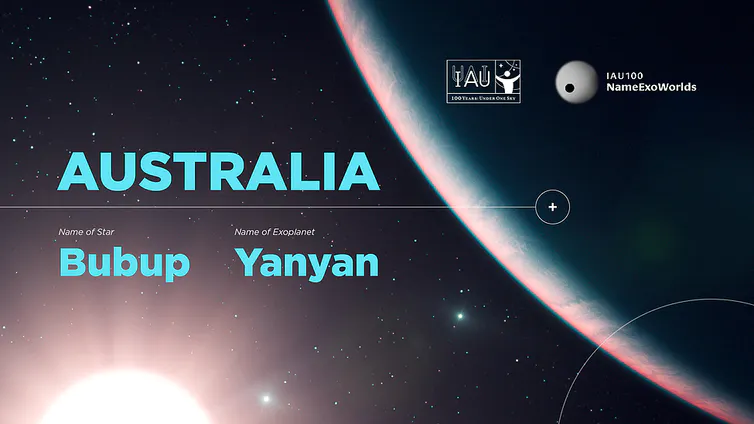 IAU
100 Years: Under One Sky
IAU100
NameExoWorlds
AUSTRALIA
Name of Star
Name of Exoplanet
Bubup
Yanyan